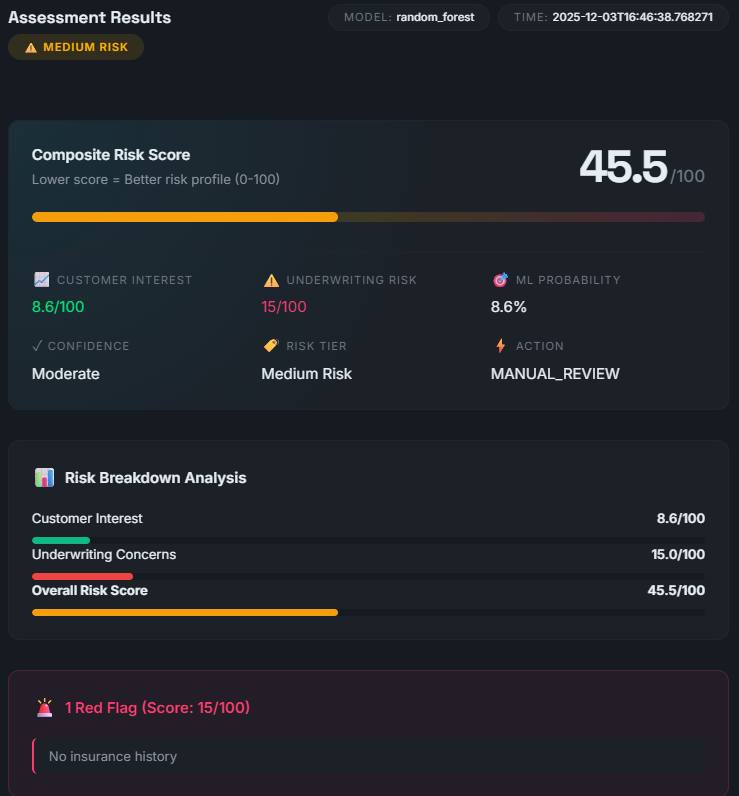 Assessment Results
MODEL: random_forest
TIME: 2025-12-03T16:46:38.768271
MEDIUM RISK
Composite Risk Score
Lower score = Better risk profile (0-100)
45.5/100
CUSTOMER INTEREST
8.6/100
UNDERWRITING RISK
15/100
ML PROBABILITY
8.6%
✓ CONFIDENCE
Moderate
RISK TIER
Medium Risk
ACTION
MANUAL_REVIEW
Risk Breakdown Analysis
Customer Interest 8.6/100
Underwriting Concerns 15.0/100
Overall Risk Score 45.5/100
1 Red Flag (Score: 15/100)
No insurance history